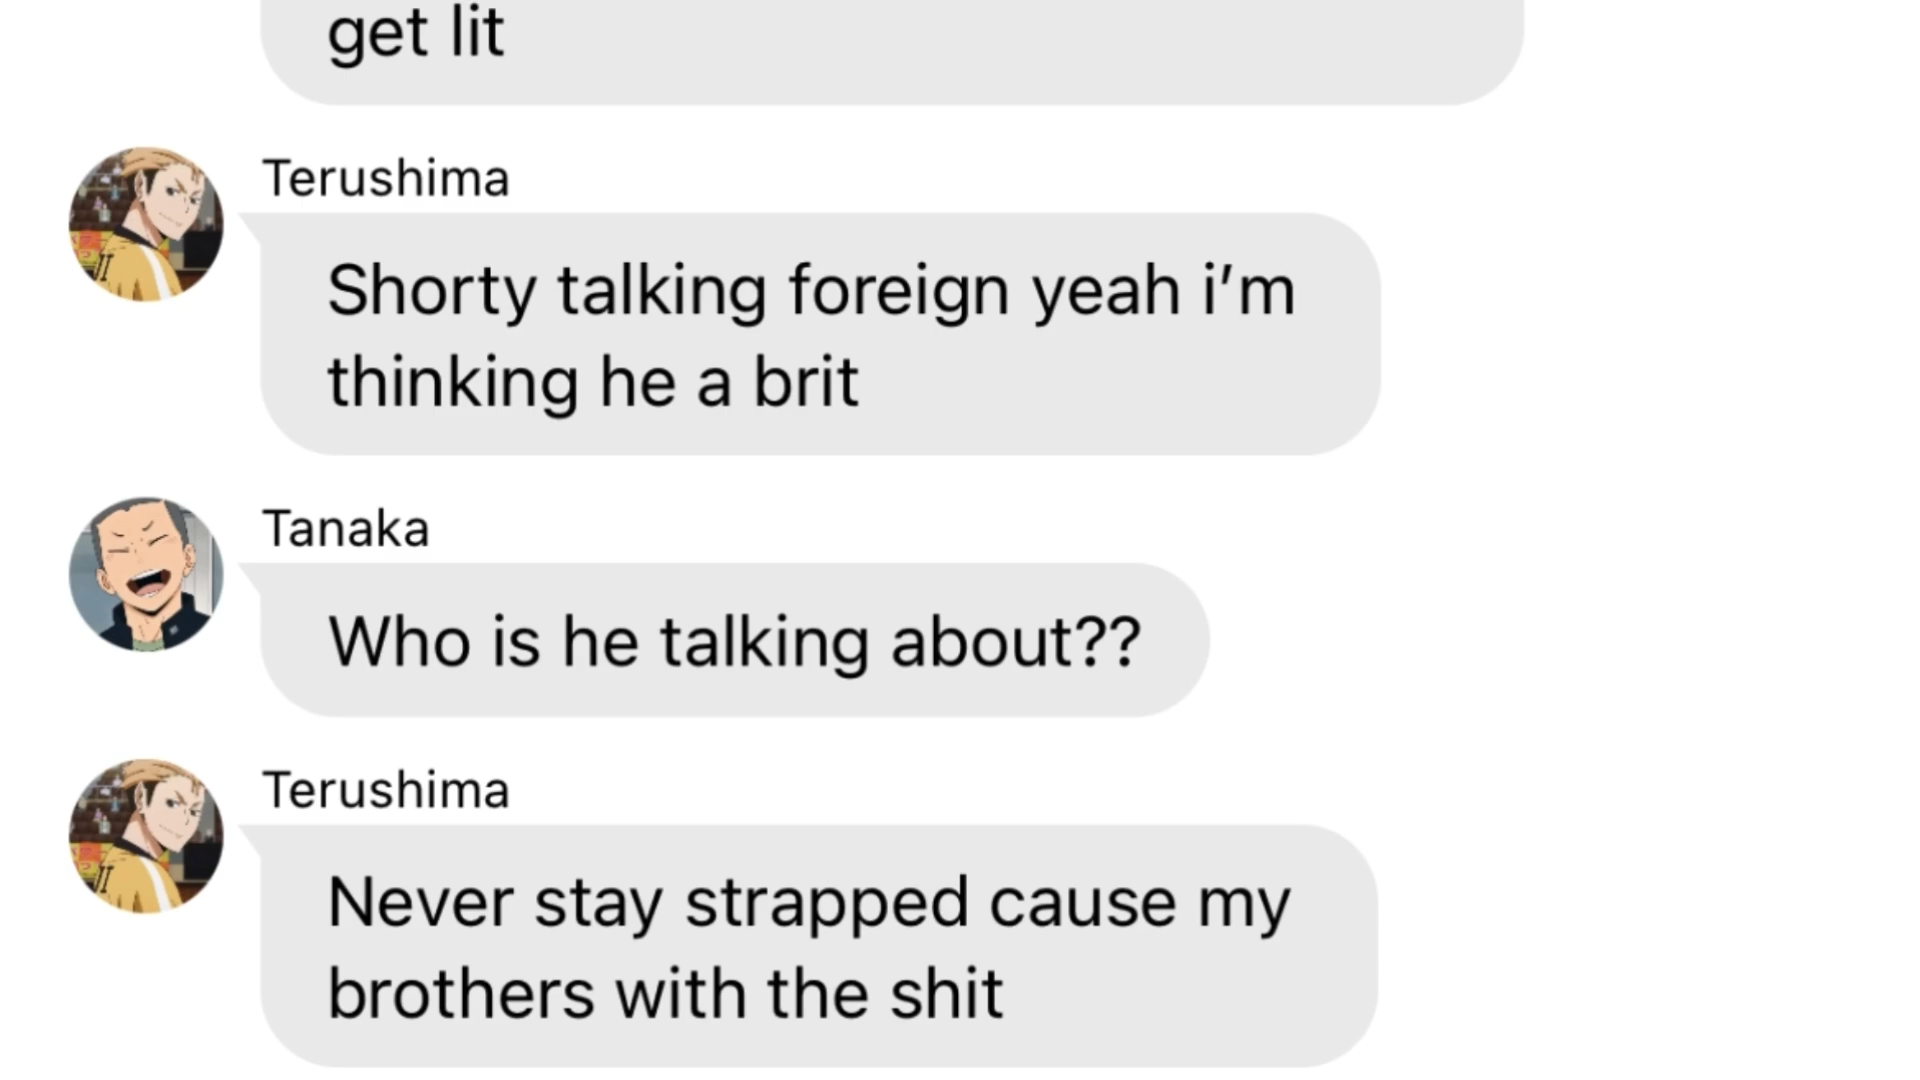 get lit
Terushima
Shorty talking foreign yeah i’m
thinking he a brit
Tanaka
Who is he talking about??
Terushima
Never stay strapped cause my
brothers with the shit